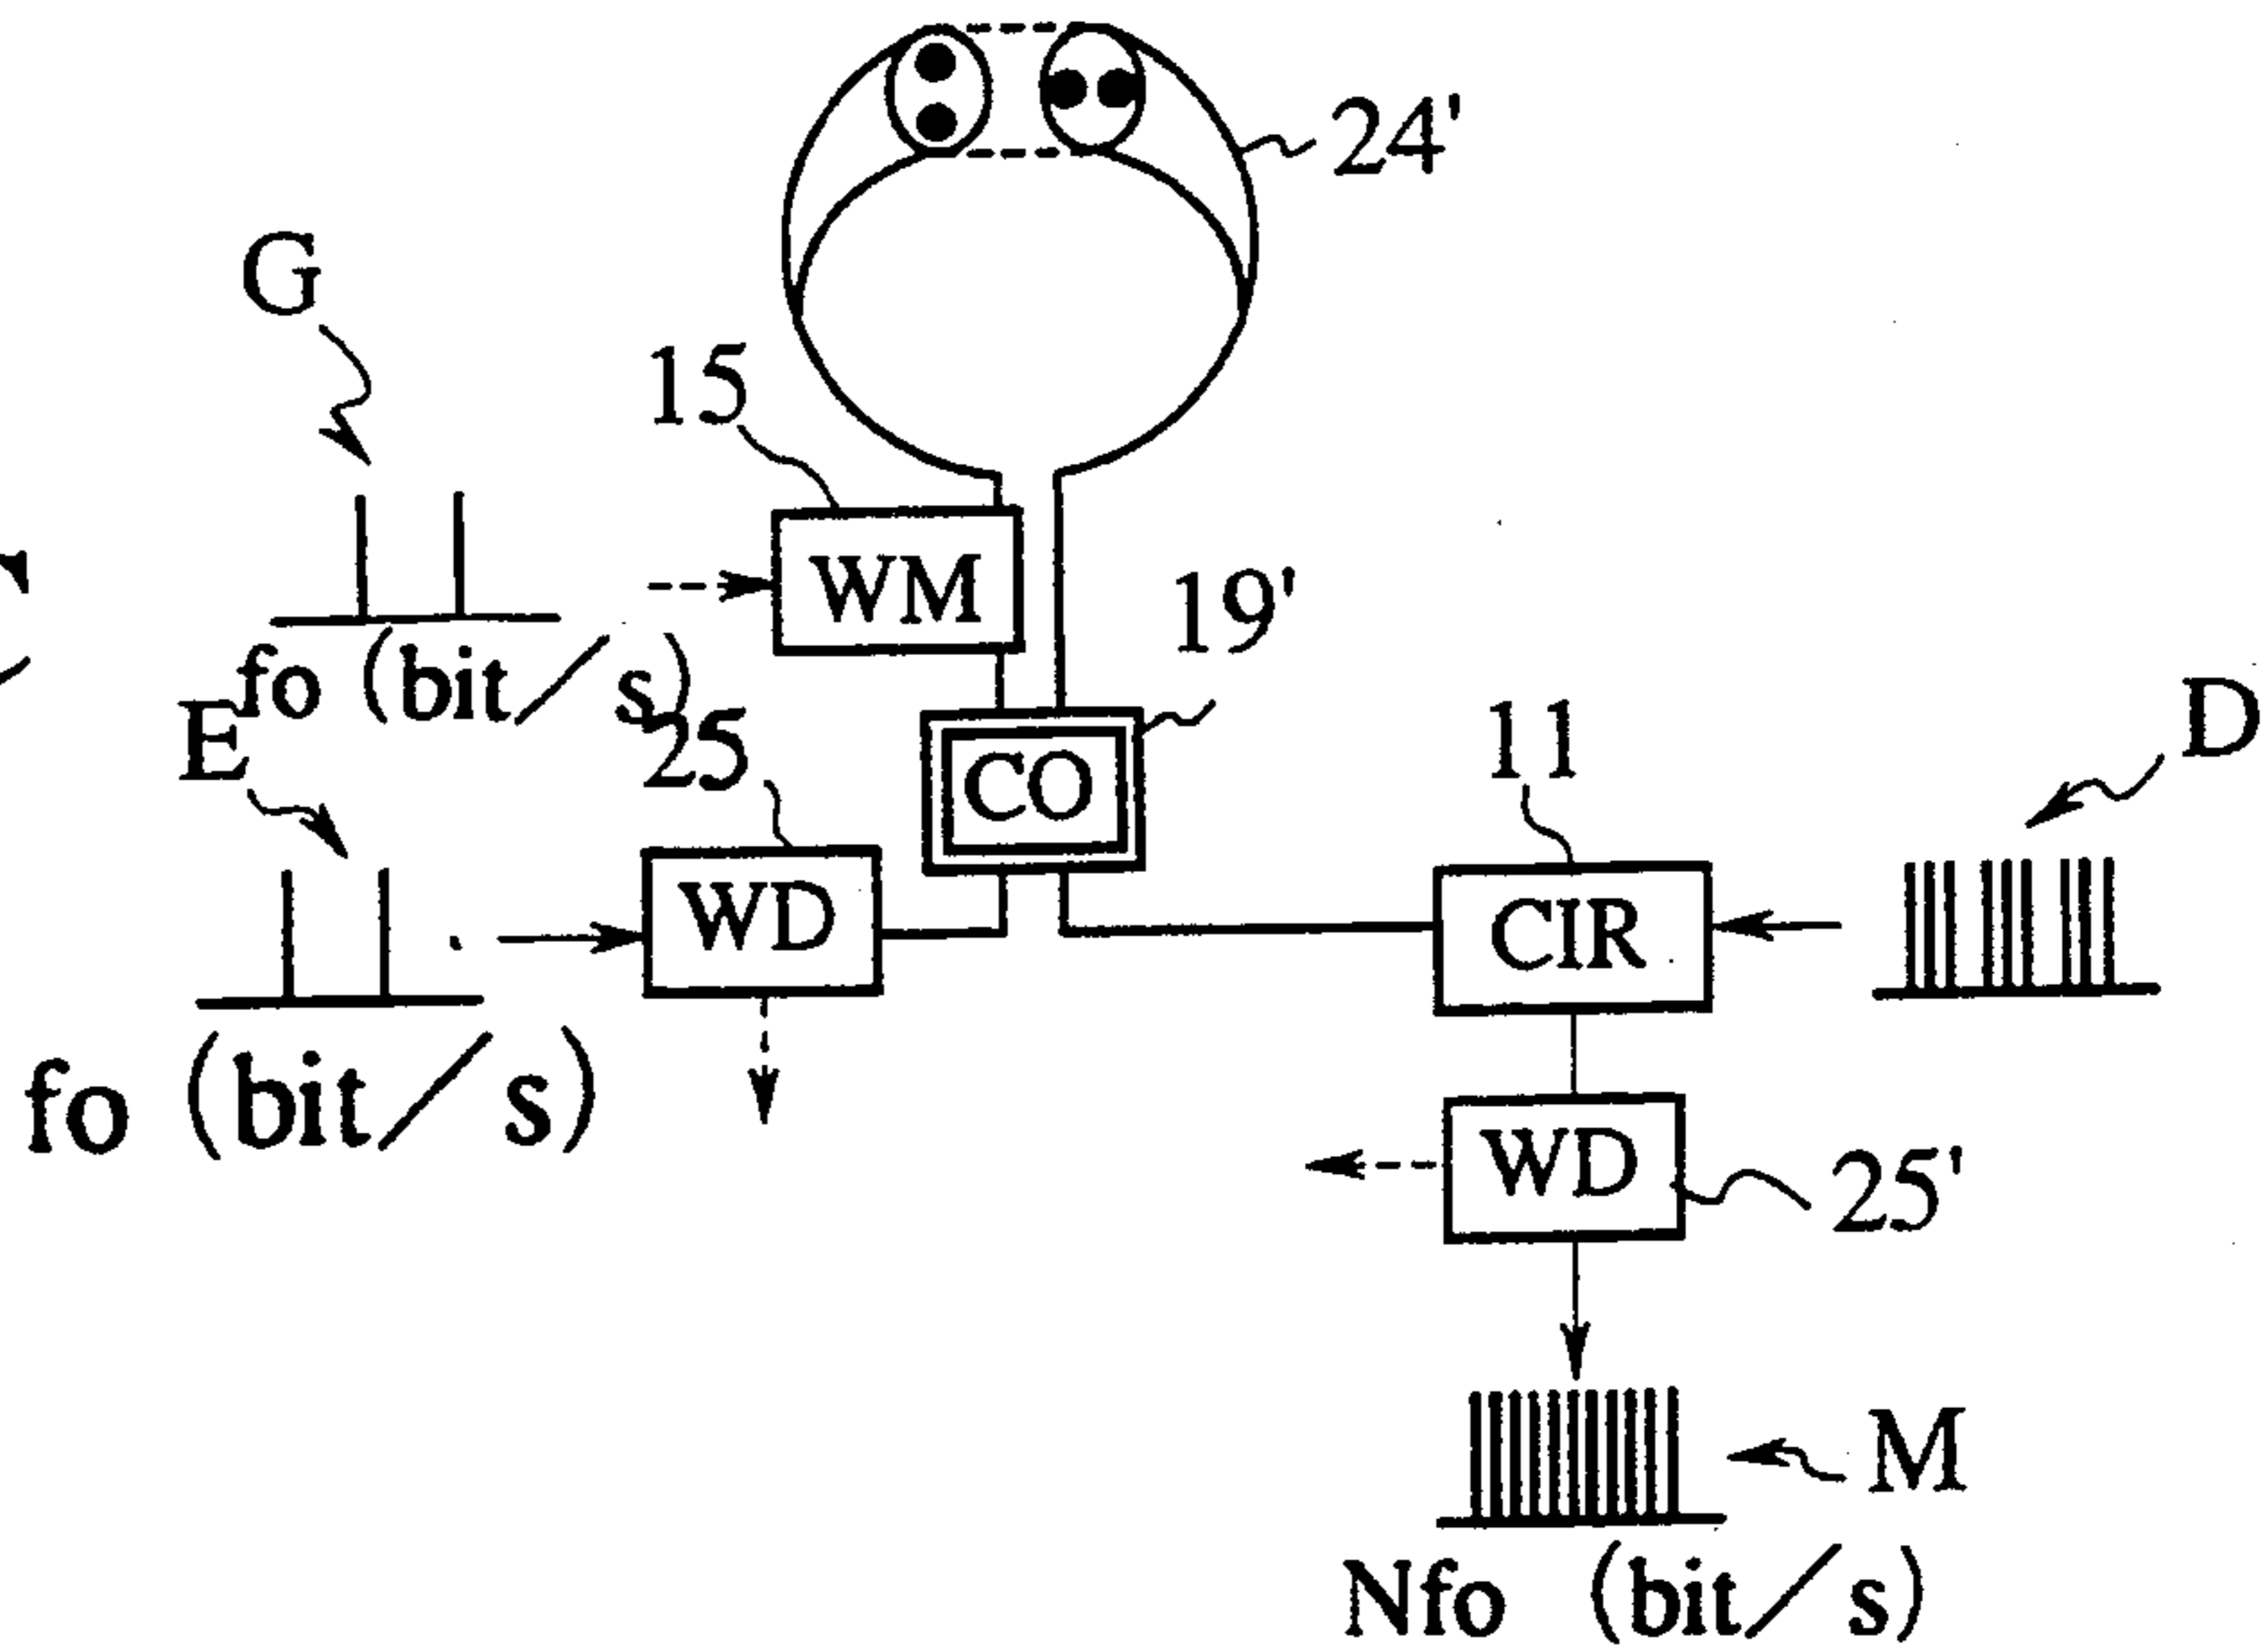 24'
G
15
WM
19'
fo (bit/s)
E
25
CO
11
D
WD
CIR
fo (bit/s)
WD
25'
M
Nfo (bit/s)